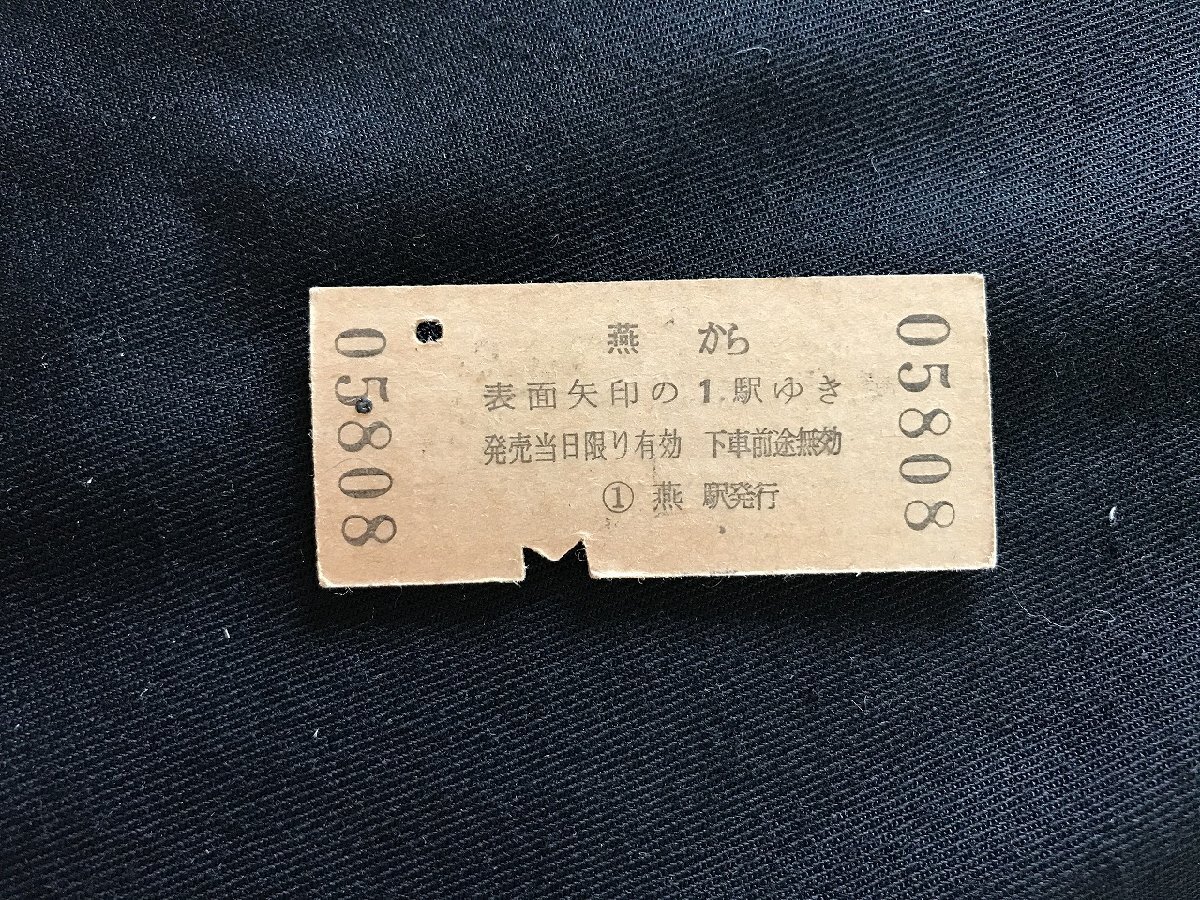 05808
燕 から
表面矢印の1駅ゆき
発売当日限り有効 下車前途無効
① 燕 駅発行
05808